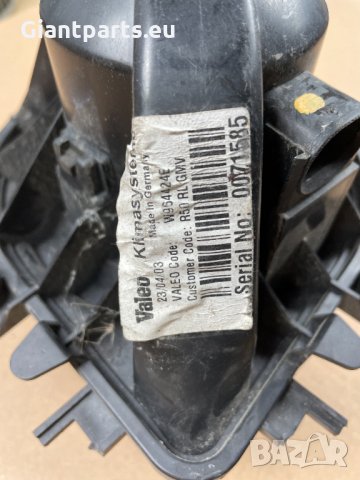 Giantparts.eu
Valeo Klimasysteme
Made in Germany
23/04/03
VALEO Code: W964424E
Customer Code: R50 RL GMV
Serial No: 0071585
BAZAR